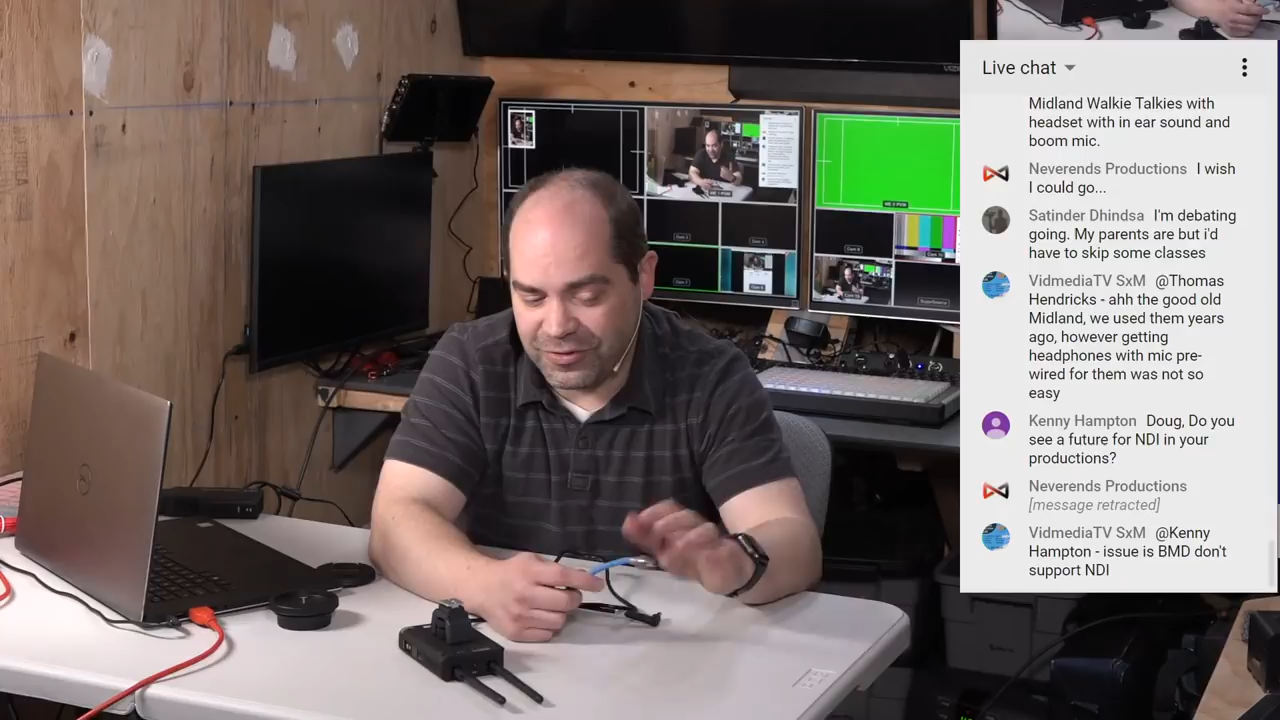 Live chat
Midland Walkie Talkies with
headset with in ear sound and
boom mic.
Neverends Productions I wish
I could go...
Satinder Dhindsa I'm debating
going. My parents are but i'd
have to skip some classes
VidmediaTV SxM @Thomas
Hendricks - ahh the good old
Midland, we used them years
ago, however getting
headphones with mic pre-
wired for them was not so
easy
Kenny Hampton Doug, Do you
see a future for NDI in your
productions?
Neverends Productions
[message retracted]
VidmediaTV SxM @Kenny
Hampton - issue is BMD don't
support NDI